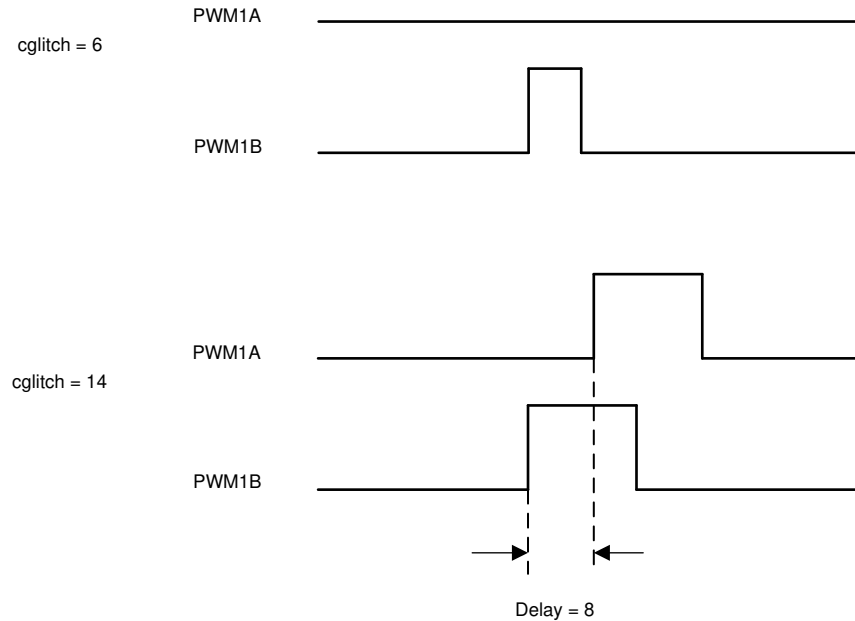 PWM1A
cglitch = 6
PWM1B
PWM1A
cglitch = 14
PWM1B
Delay = 8